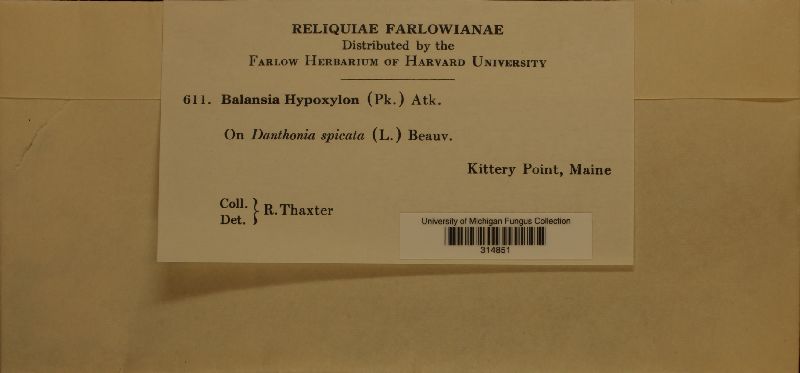 RELIQUIAE FARLOWIANAE
Distributed by the
FARLOW HERBARIUM OF HARVARD UNIVERSITY
611. Balansia Hypoxylon (Pk.) Atk.
On Danthonia spicata (L.) Beauv.
Kittery Point, Maine
Coll.
Det. } R. Thaxter
University of Michigan Fungus Collection
314851